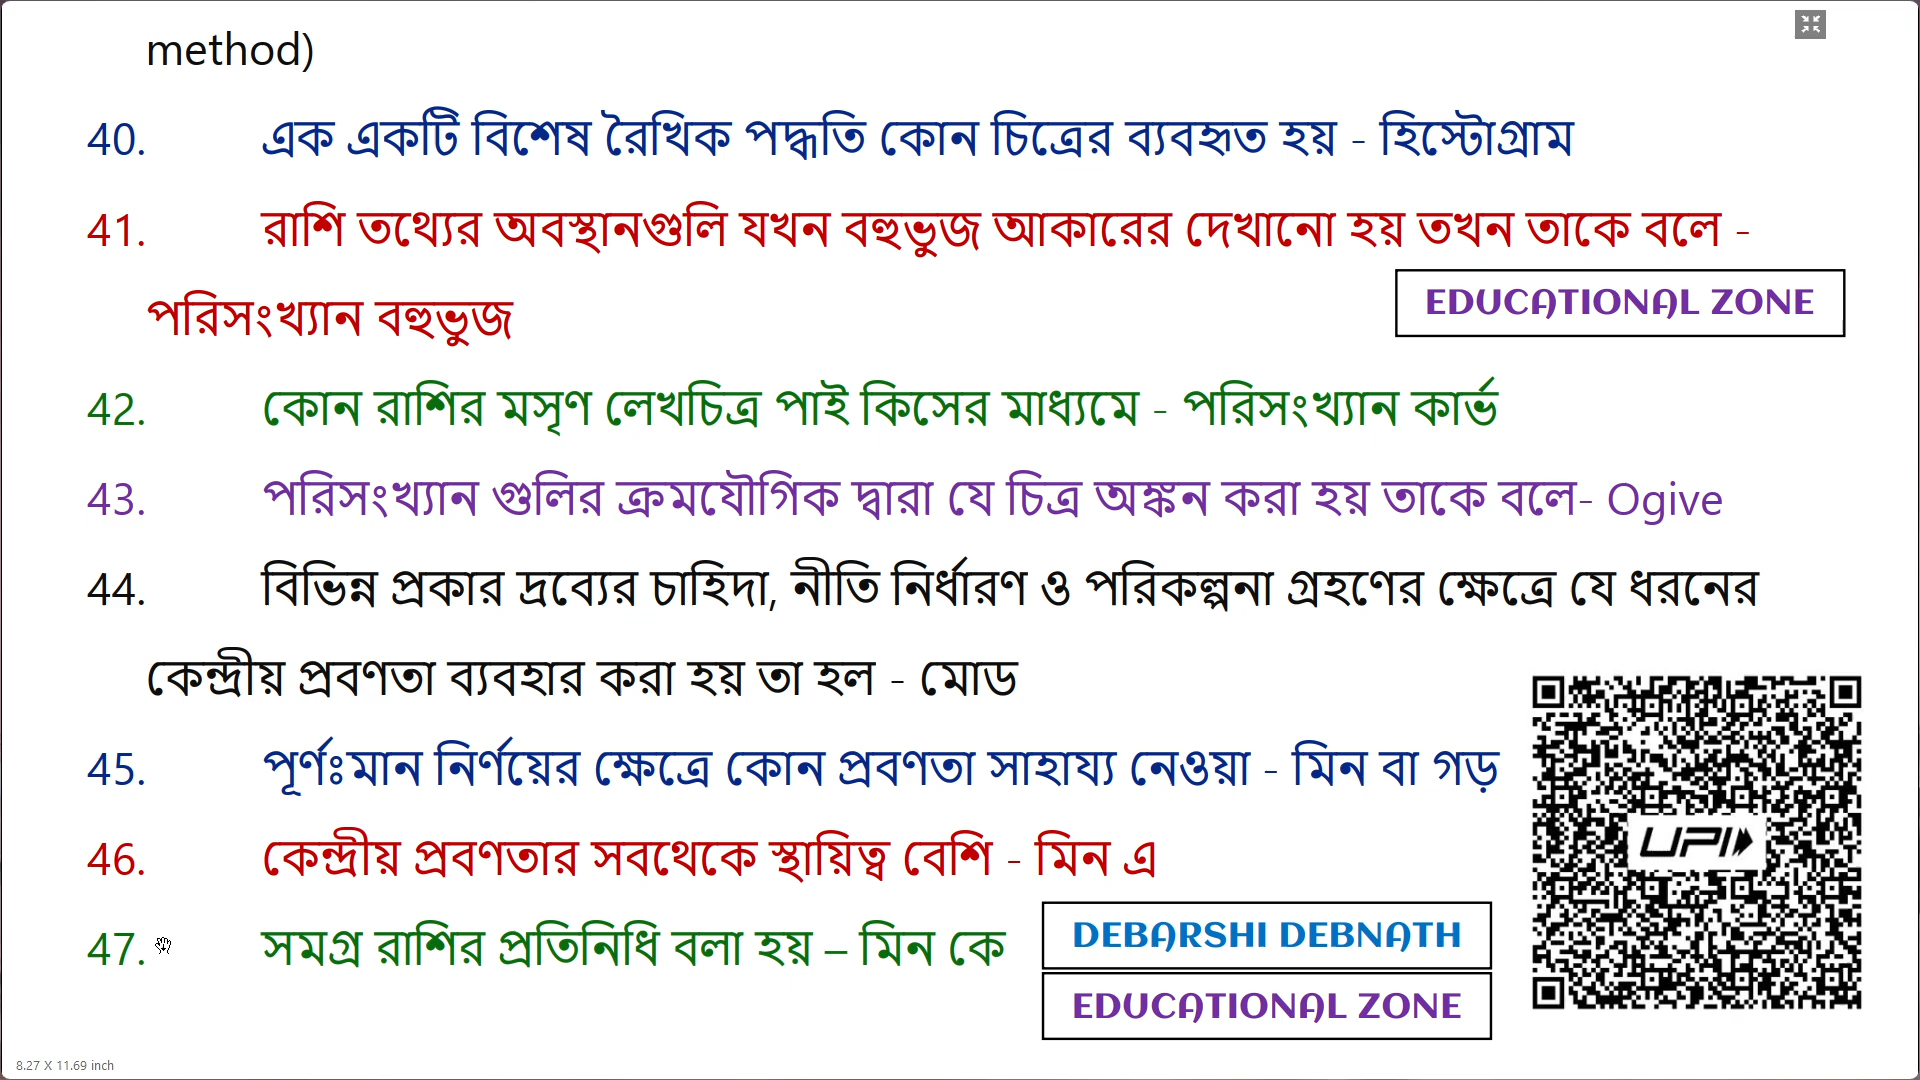 method)
40. এক একটি বিশেষ রৈখিক পদ্ধতি কোন চিত্রের ব্যবহৃত হয় - হিস্টোগ্রাম
41. রাশি তথ্যের অবস্থানগুলি যখন বহুভুজ আকারের দেখানো হয় তখন তাকে বলে -
পরিসংখ্যান বহুভুজ
EDUCATIONAL ZONE
42. কোন রাশির মসৃণ লেখচিত্র পাই কিসের মাধ্যমে - পরিসংখ্যান কার্ভ
43. পরিসংখ্যান গুলির ক্রমযৌগিক দ্বারা যে চিত্র অঙ্কন করা হয় তাকে বলে- Ogive
44. বিভিন্ন প্রকার দ্রব্যের চাহিদা, নীতি নির্ধারণ ও পরিকল্পনা গ্রহণের ক্ষেত্রে যে ধরনের
কেন্দ্রীয় প্রবণতা ব্যবহার করা হয় তা হল - মোড
45. পূর্ণঃমান নির্ণয়ের ক্ষেত্রে কোন প্রবণতা সাহায্য নেওয়া - মিন বা গড়
46. কেন্দ্রীয় প্রবণতার সবথেকে স্থায়িত্ব বেশি - মিন এ
47. সমগ্র রাশির প্রতিনিধি বলা হয় – মিন কে
UPI
DEBARSHI DEBNATH
EDUCATIONAL ZONE
8.27 X 11.69 inch